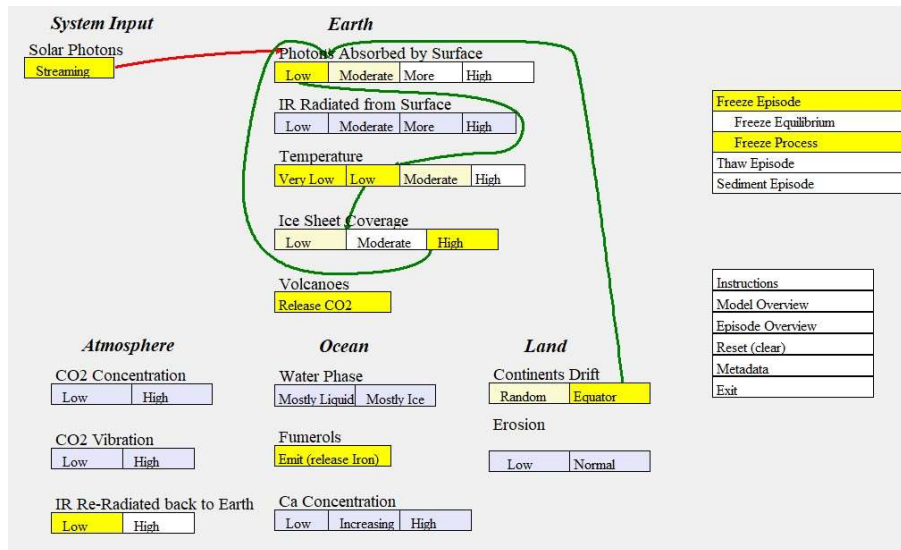 System Input
Earth
Solar Photons
Streaming
Photons Absorbed by Surface
Low Moderate More High
IR Radiated from Surface
Low Moderate More High
Temperature
Very Low Low Moderate High
Ice Sheet Coverage
Low Moderate High
Volcanoes
Release CO2
Freeze Episode
Freeze Equilibrium
Freeze Process
Thaw Episode
Sediment Episode
Instructions
Model Overview
Episode Overview
Reset (clear)
Metadata
Exit
Atmosphere
CO2 Concentration
Low High
CO2 Vibration
Low High
IR Re-Radiated back to Earth
Low High
Ocean
Water Phase
Mostly Liquid Mostly Ice
Fumerols
Emit (release Iron)
Ca Concentration
Low Increasing High
Land
Continents Drift
Random Equator
Erosion
Low Normal